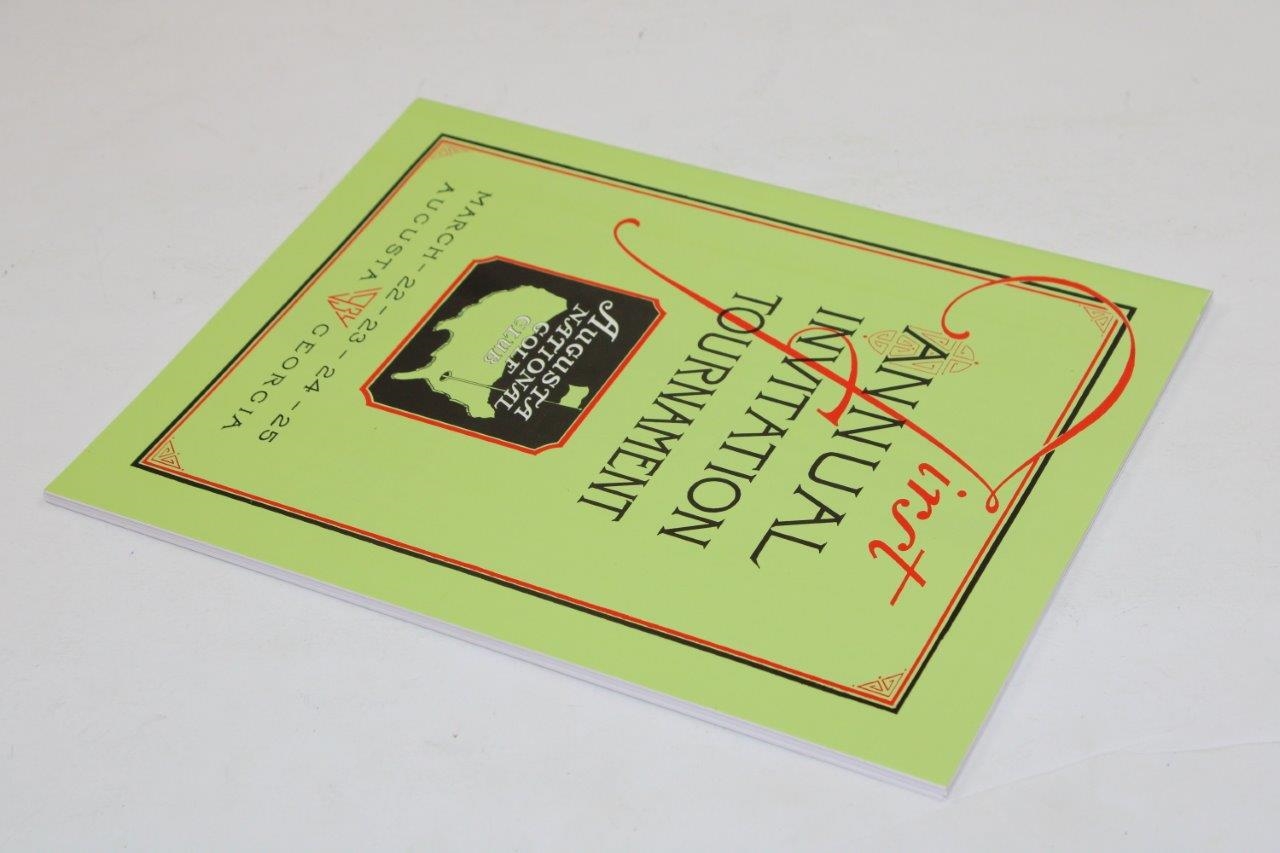 First
ANNUAL
INVITATION
TOURNAMENT
AUGUSTA
NATIONAL
GOLF
CLUB
MARCH-22-23-24-25
AUGUSTA GEORGIA